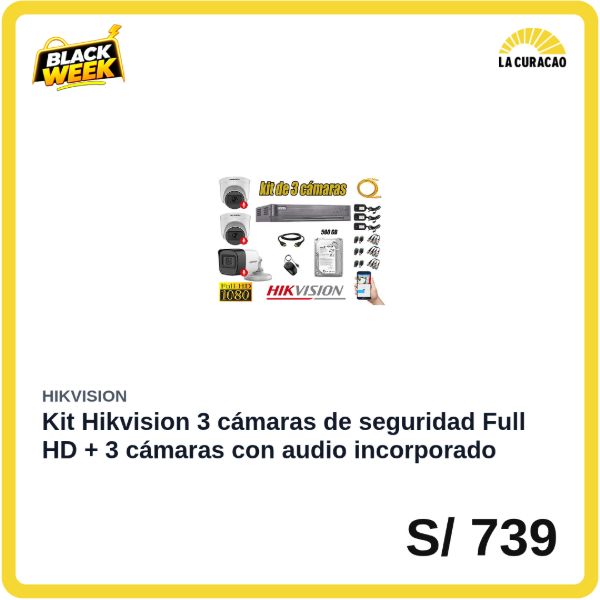 BLACK
WEEK
LA CURACAO
kit de 3 cámaras
500 GB
Full HD
1080
HIKVISION
HIKVISION
Kit Hikvision 3 cámaras de seguridad Full
HD + 3 cámaras con audio incorporado
S/ 739